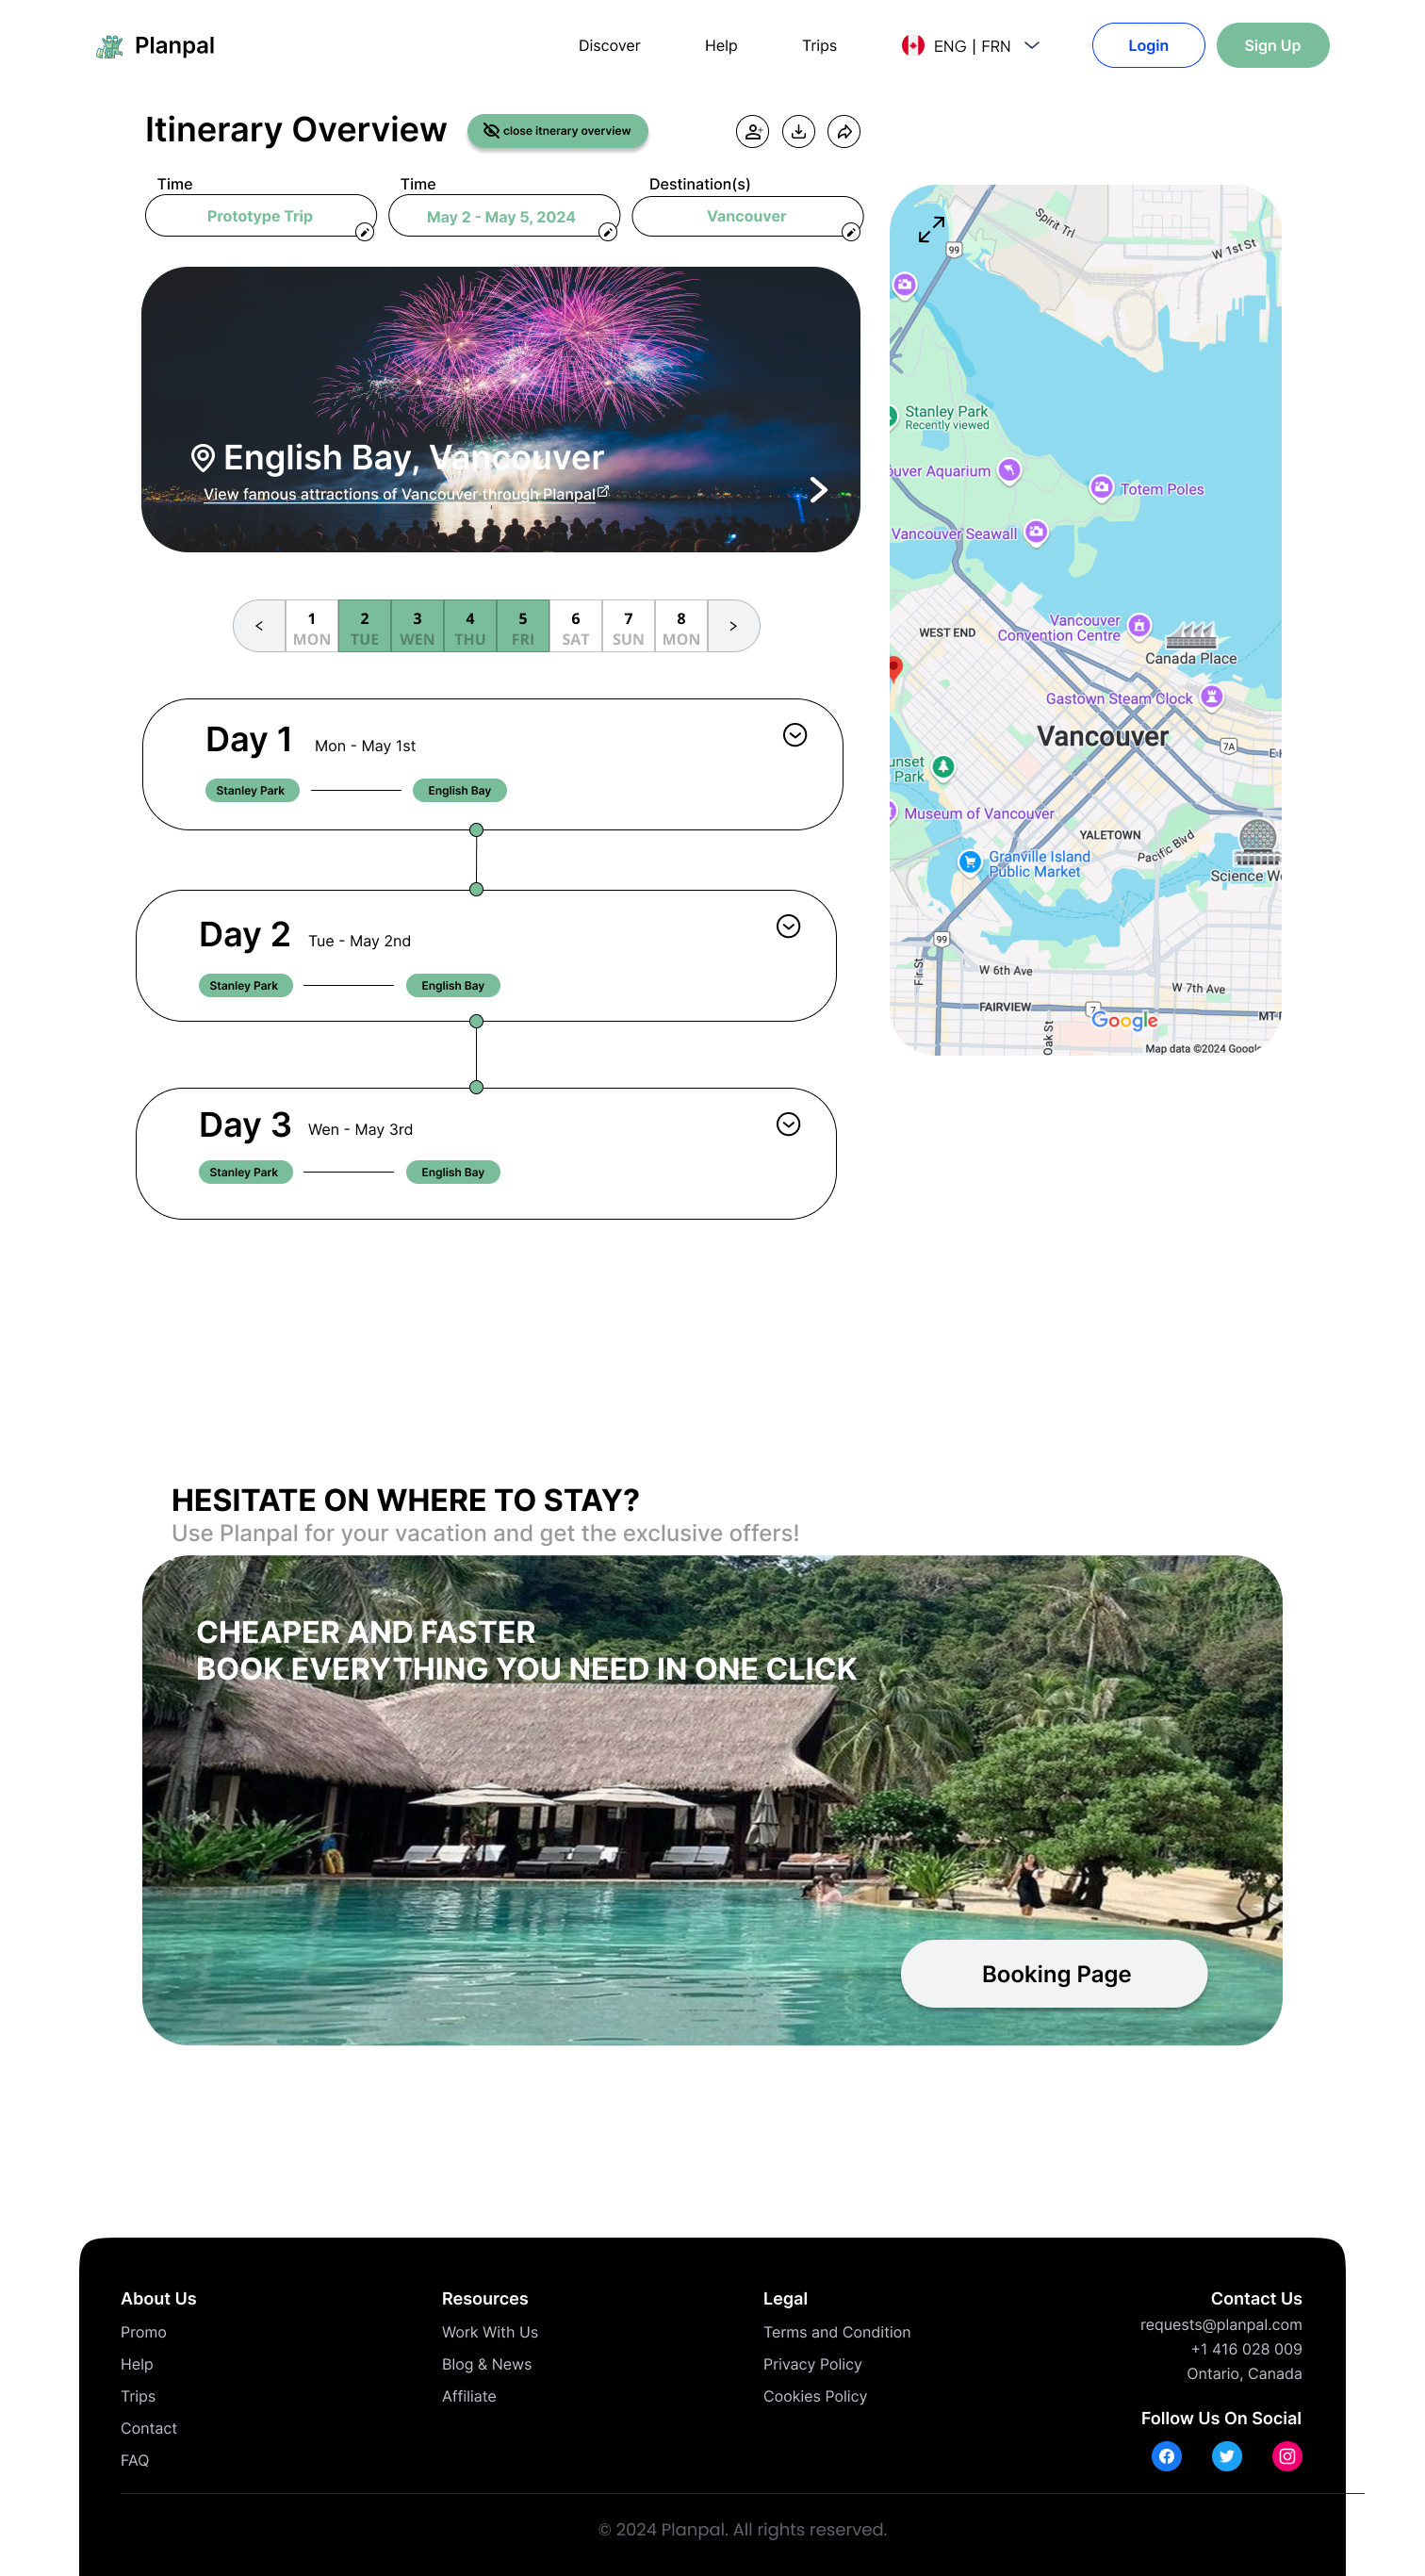 Planpal
Discover
Help
Trips
ENG | FRN
Login
Sign Up
Itinerary Overview
close itnerary overview
Time
Time
Destination(s)
Prototype Trip
May 2 - May 5, 2024
Vancouver
English Bay, Vancouver
View famous attractions of Vancouver through Planpal
< 1 2 3 4 5 6 7 8 >
MON TUE WEN THU FRI SAT SUN MON
Day 1 Mon - May 1st
Stanley Park English Bay
Day 2 Tue - May 2nd
Stanley Park English Bay
Day 3 Wen - May 3rd
Stanley Park English Bay
Spirit Trl
99
W 1st St
Stanley Park
Recently viewed
ouver Aquarium
Totem Poles
Vancouver Seawall
WEST END
Vancouver
Convention Centre
Canada Place
Gastown Steam Clock
Vancouver
7A
E H
unset
Park
Museum of Vancouver
YALETOWN
Pacific Blvd
Granville Island
Public Market
Science Wo
99
Fir St
W 6th Ave
W 7th Ave
FAIRVIEW
7
Google
MT P
Oak St
Map data ©2024 Google
HESITATE ON WHERE TO STAY?
Use Planpal for your vacation and get the exclusive offers!
CHEAPER AND FASTER
BOOK EVERYTHING YOU NEED IN ONE CLICK
Booking Page
About Us
Promo
Help
Trips
Contact
FAQ
Resources
Work With Us
Blog & News
Affiliate
Legal
Terms and Condition
Privacy Policy
Cookies Policy
Contact Us
requests@planpal.com
+1 416 028 009
Ontario, Canada
Follow Us On Social
© 2024 Planpal. All rights reserved.